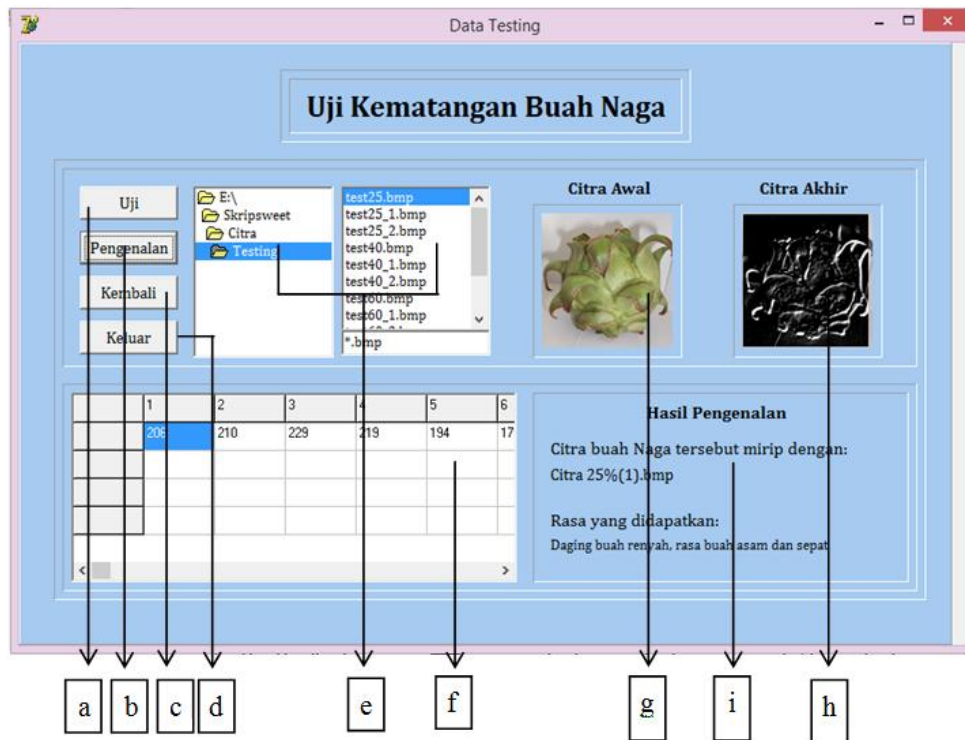 Data Testing
Uji Kematangan Buah Naga
Uji
Pengenalan
Kembali
Keluar
E:\
Skripsweet
Citra
Testing
test25.bmp
test25_1.bmp
test25_2.bmp
test40.bmp
test40_1.bmp
test40_2.bmp
test60.bmp
test60_1.bmp
*.bmp
Citra Awal
Citra Akhir
1 2 3 4 5 6
206 210 229 219 194 17
Hasil Pengenalan
Citra buah Naga tersebut mirip dengan:
Citra 25%(1).bmp
Rasa yang didapatkan:
Daging buah renyah, rasa buah asam dan sepat
a b c d e f g i h